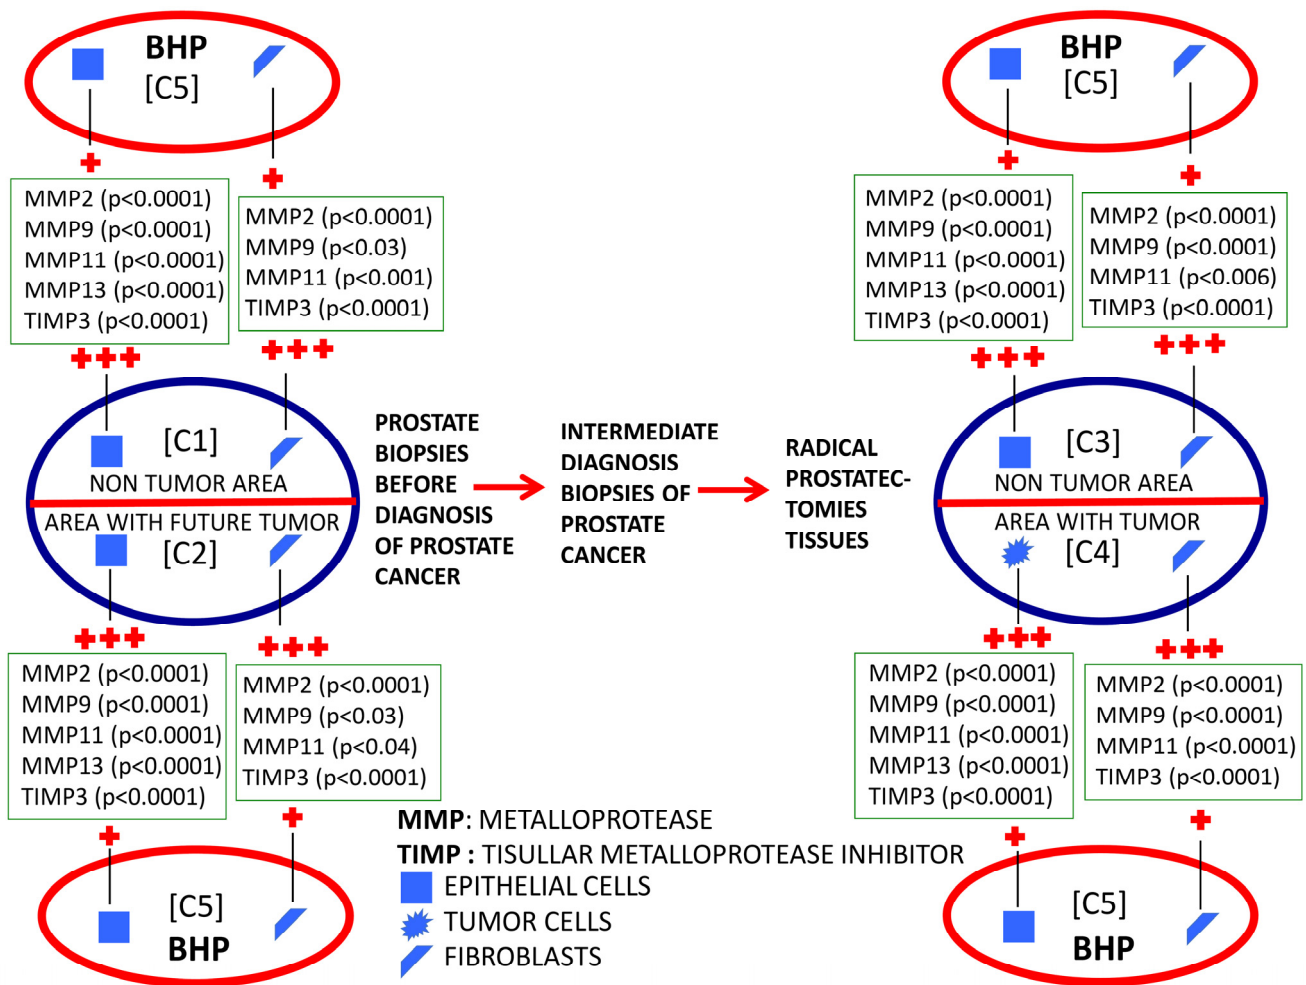 BHP
[C5]
MMP2 (p<0.0001)
MMP9 (p<0.0001)
MMP11 (p<0.0001)
MMP13 (p<0.0001)
TIMP3 (p<0.0001)
MMP2 (p<0.0001)
MMP9 (p<0.03)
MMP11 (p<0.001)
TIMP3 (p<0.0001)
[C1]
NON TUMOR AREA
AREA WITH FUTURE TUMOR
[C2]
MMP2 (p<0.0001)
MMP9 (p<0.0001)
MMP11 (p<0.0001)
MMP13 (p<0.0001)
TIMP3 (p<0.0001)
MMP2 (p<0.0001)
MMP9 (p<0.03)
MMP11 (p<0.04)
TIMP3 (p<0.0001)
[C5]
BHP
PROSTATE
BIOPSIES
BEFORE
DIAGNOSIS
OF PROSTATE
CANCER
INTERMEDIATE
DIAGNOSIS
BIOPSIES OF
PROSTATE
CANCER
RADICAL
PROSTATEC-
TOMIES
TISSUES
BHP
[C5]
MMP2 (p<0.0001)
MMP9 (p<0.0001)
MMP11 (p<0.0001)
MMP13 (p<0.0001)
TIMP3 (p<0.0001)
MMP2 (p<0.0001)
MMP9 (p<0.0001)
MMP11 (p<0.006)
TIMP3 (p<0.0001)
[C3]
NON TUMOR AREA
AREA WITH TUMOR
[C4]
MMP2 (p<0.0001)
MMP9 (p<0.0001)
MMP11 (p<0.0001)
MMP13 (p<0.0001)
TIMP3 (p<0.0001)
MMP2 (p<0.0001)
MMP9 (p<0.0001)
MMP11 (p<0.0001)
TIMP3 (p<0.0001)
[C5]
BHP
MMP: METALLOPROTEASE
TIMP : TISULLAR METALLOPROTEASE INHIBITOR
EPITHELIAL CELLS
TUMOR CELLS
FIBROBLASTS